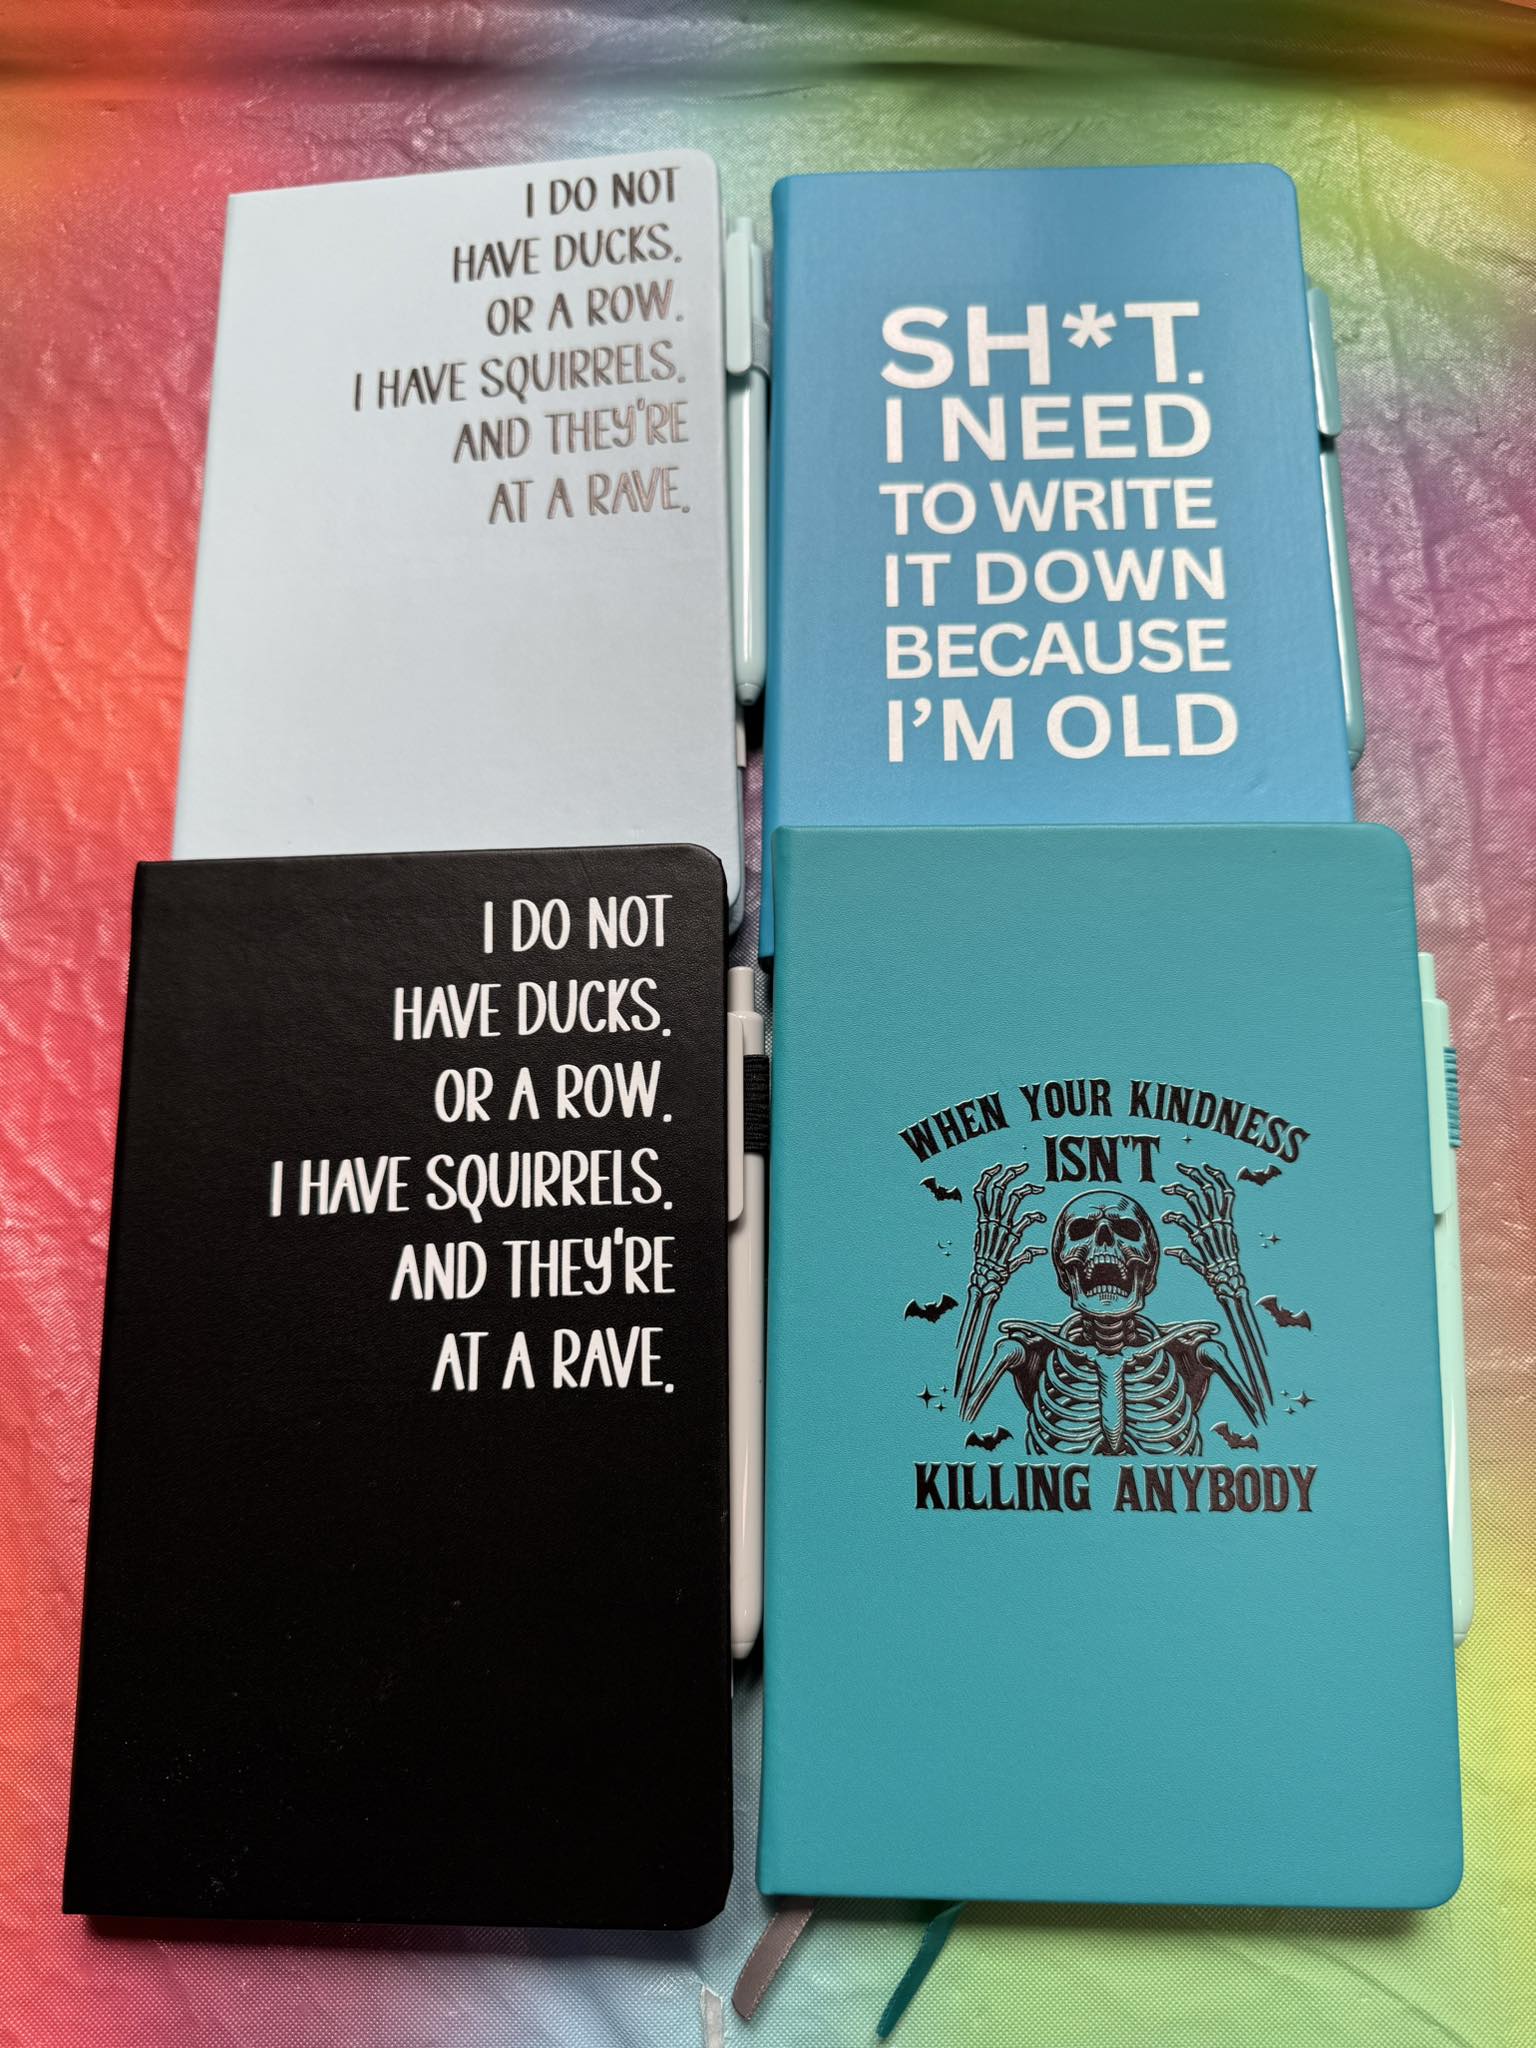 I DO NOT
HAVE DUCKS.
OR A ROW.
I HAVE SQUIRRELS.
AND THEY'RE
AT A RAVE.
SH*T.
I NEED
TO WRITE
IT DOWN
BECAUSE
I'M OLD
I DO NOT
HAVE DUCKS.
OR A ROW.
I HAVE SQUIRRELS.
AND THEY'RE
AT A RAVE.
WHEN YOUR KINDNESS
ISN'T
KILLING ANYBODY